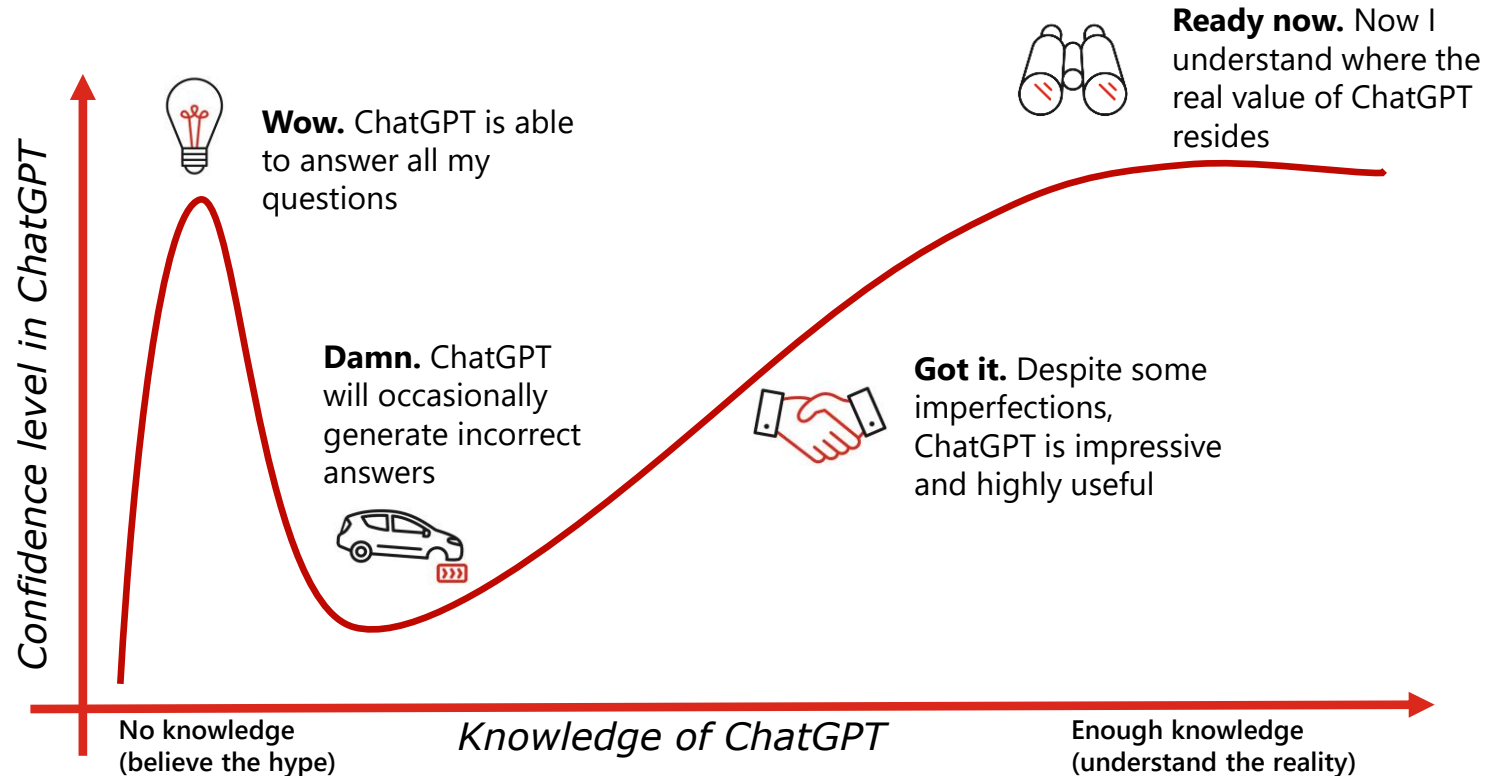 Ready now. Now I
understand where the
real value of ChatGPT
resides
Wow. ChatGPT is able
to answer all my
questions
Confidence level in ChatGPT
Damn. ChatGPT
will occasionally
generate incorrect
answers
Got it. Despite some
imperfections,
ChatGPT is impressive
and highly useful
No knowledge
(believe the hype)
Knowledge of ChatGPT
Enough knowledge
(understand the reality)